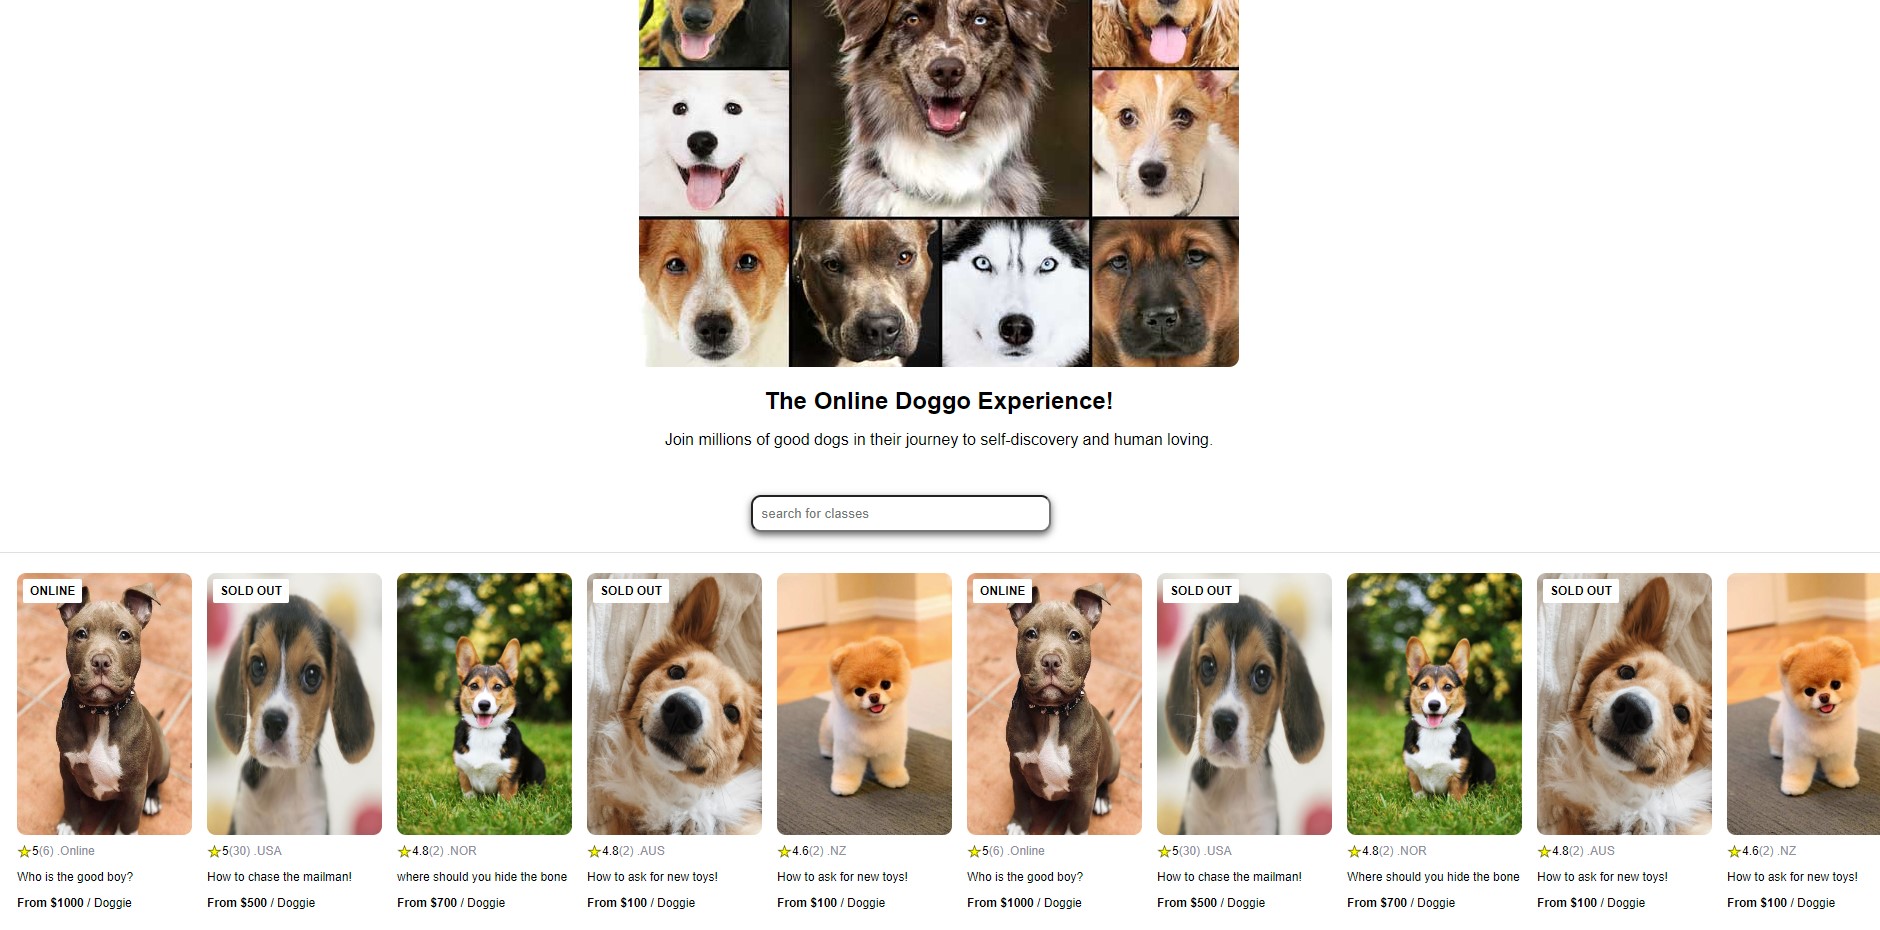 The Online Doggo Experience!
Join millions of good dogs in their journey to self-discovery and human loving.
search for classes
ONLINE
5(6) .Online
Who is the good boy?
From $1000 / Doggie
SOLD OUT
5(30) .USA
How to chase the mailman!
From $500 / Doggie
4.8(2) .NOR
where should you hide the bone
From $700 / Doggie
SOLD OUT
4.8(2) .AUS
How to ask for new toys!
From $100 / Doggie
4.6(2) .NZ
How to ask for new toys!
From $100 / Doggie
ONLINE
5(6) .Online
Who is the good boy?
From $1000 / Doggie
SOLD OUT
5(30) .USA
How to chase the mailman!
From $500 / Doggie
4.8(2) .NOR
Where should you hide the bone
From $700 / Doggie
SOLD OUT
4.8(2) .AUS
How to ask for new toys!
From $100 / Doggie
4.6(2) .NZ
How to ask for new toys!
From $100 / Doggie